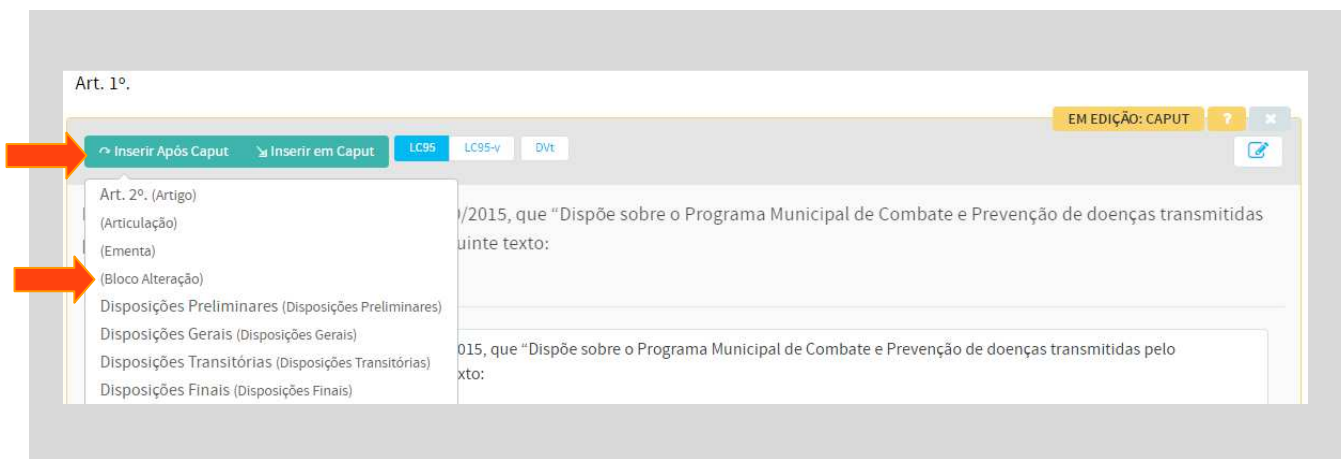 Art. 1º.
EM EDIÇÃO: CAPUT ? ×
Inserir Após Caput Inserir em Caput LC95 LC95-v DVt
Art. 2º. (Artigo)
/2015, que “Dispõe sobre o Programa Municipal de Combate e Prevenção de doenças transmitidas
(Articulação)
uinte texto:
(Ementa)
(Bloco Alteração)
Disposições Preliminares (Disposições Preliminares)
Disposições Gerais (Disposições Gerais)
015, que “Dispõe sobre o Programa Municipal de Combate e Prevenção de doenças transmitidas pelo
Disposições Transitórias (Disposições Transitórias)
xto:
Disposições Finais (Disposições Finais)